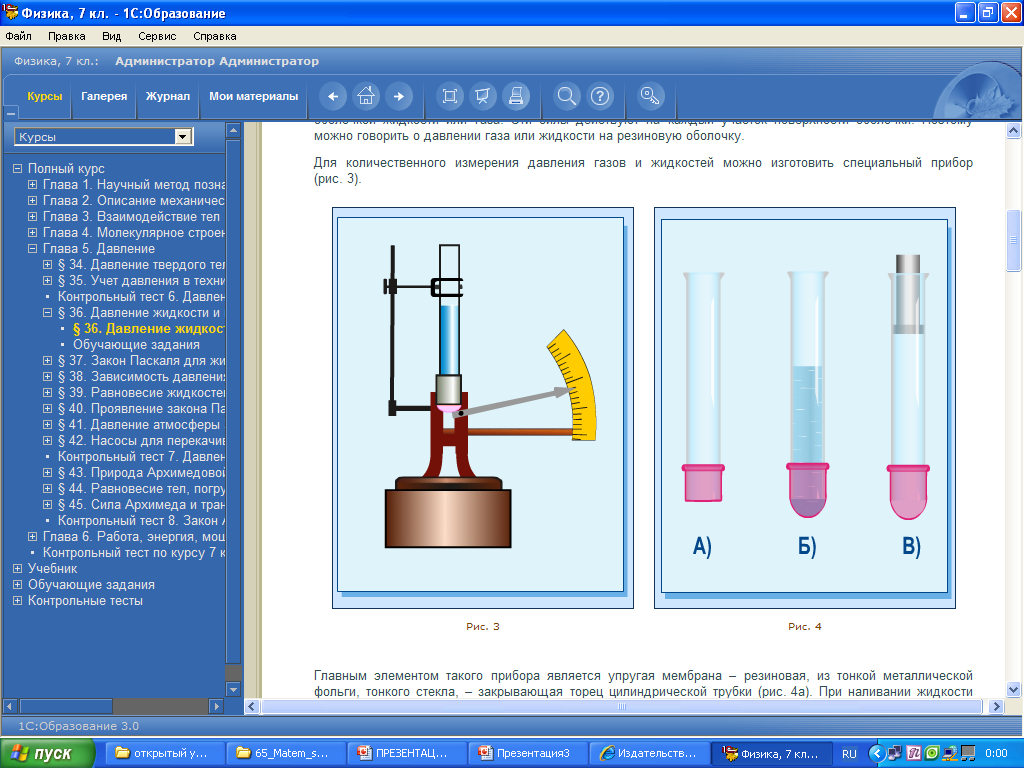 Физика, 7 кл. - 1С:Образование
Файл Правка Вид Сервис Справка
Физика, 7 кл.: Администратор Администратор
Курсы Галерея Журнал Мои материалы
Курсы
Полный курс
Глава 1. Научный метод позна
Глава 2. Описание механичес
Глава 3. Взаимодействие тел
Глава 4. Молекулярное строен
Глава 5. Давление
§ 34. Давление твердого тел
§ 35. Учет давления в техни
Контрольный тест 6. Давлен
§ 36. Давление жидкости и
§ 36. Давление жидкост
Обучающие задания
§ 37. Закон Паскаля для жи
§ 38. Зависимость давлени
§ 39. Равновесие жидкосте
§ 40. Проявление закона Па
§ 41. Давление атмосферы
§ 42. Насосы для перекачив
Контрольный тест 7. Давлен
§ 43. Природа Архимедовой
§ 44. Равновесие тел, погру
§ 45. Сила Архимеда и тран
Контрольный тест 8. Закон А
Глава 6. Работа, энергия, мощ
Контрольный тест по курсу 7 к
Учебник
Обучающие задания
Контрольные тесты
можно говорить о давлении газа или жидкости на резиновую оболочку.
Для количественного измерения давления газов и жидкостей можно изготовить специальный прибор
(рис. 3).
А) Б) В)
Рис. 3 Рис. 4
Главным элементом такого прибора является упругая мембрана – резиновая, из тонкой металлической
фольги, тонкого стекла, – закрывающая торец цилиндрической трубки (рис. 4а). При наливании жидкости
1С:Образование 3.0
пуск открытый у... 65_Matem_s... ПРЕЗЕНТАЦ... Презентация3 Издательств... Физика, 7 кл... RU 0:00